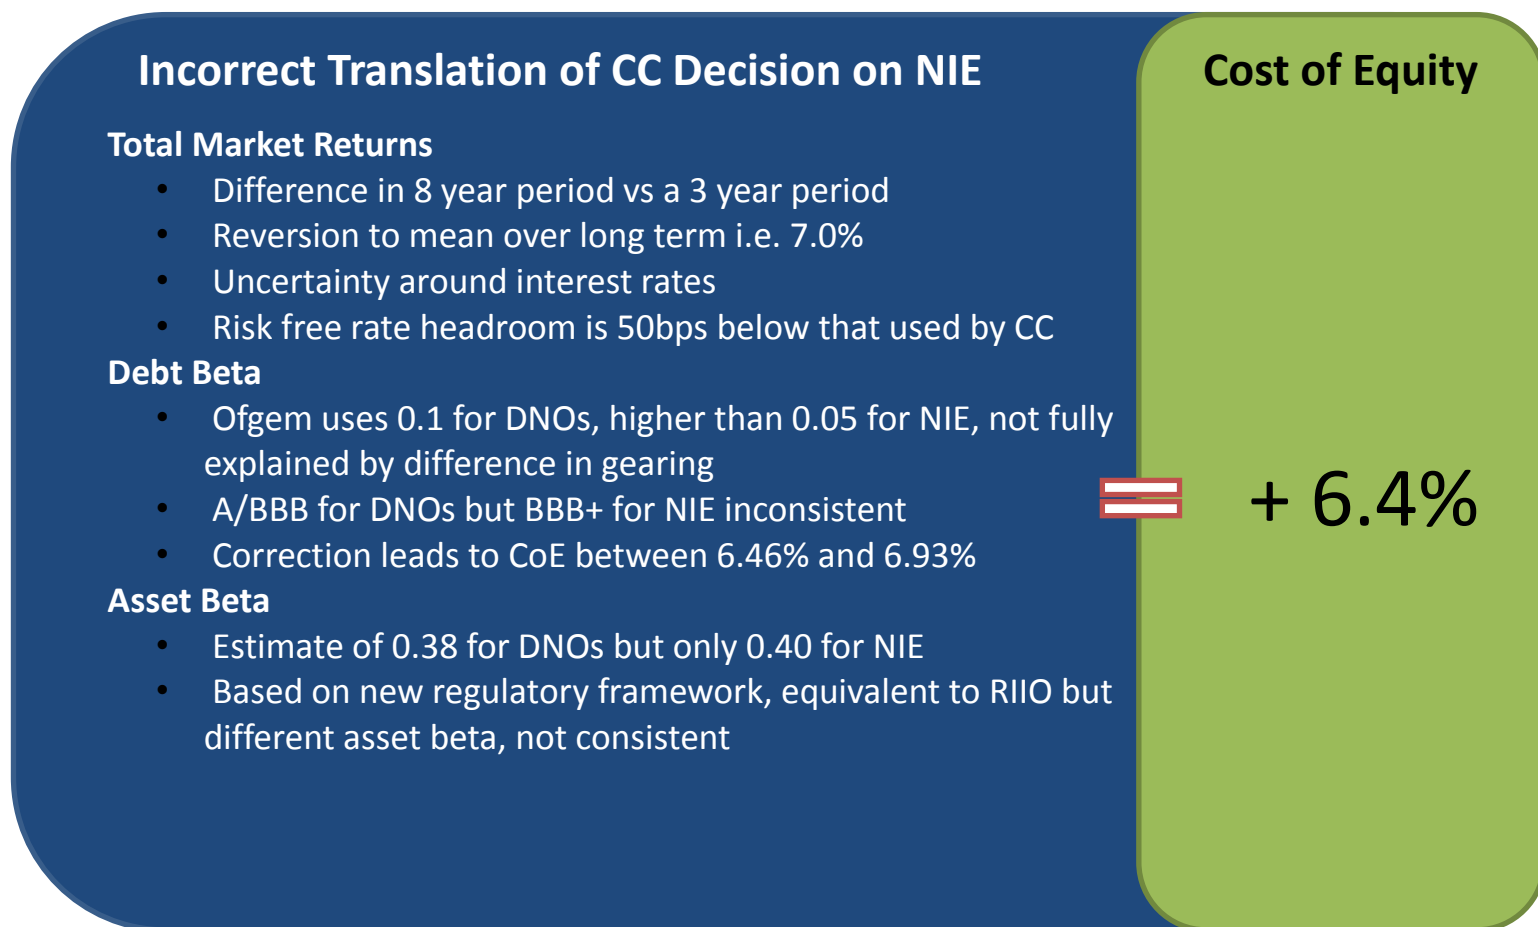 Incorrect Translation of CC Decision on NIE
Total Market Returns
• Difference in 8 year period vs a 3 year period
• Reversion to mean over long term i.e. 7.0%
• Uncertainty around interest rates
• Risk free rate headroom is 50bps below that used by CC
Debt Beta
• Ofgem uses 0.1 for DNOs, higher than 0.05 for NIE, not fully
explained by difference in gearing
• A/BBB for DNOs but BBB+ for NIE inconsistent
• Correction leads to CoE between 6.46% and 6.93%
Asset Beta
• Estimate of 0.38 for DNOs but only 0.40 for NIE
• Based on new regulatory framework, equivalent to RIIO but
different asset beta, not consistent
Cost of Equity
= + 6.4%